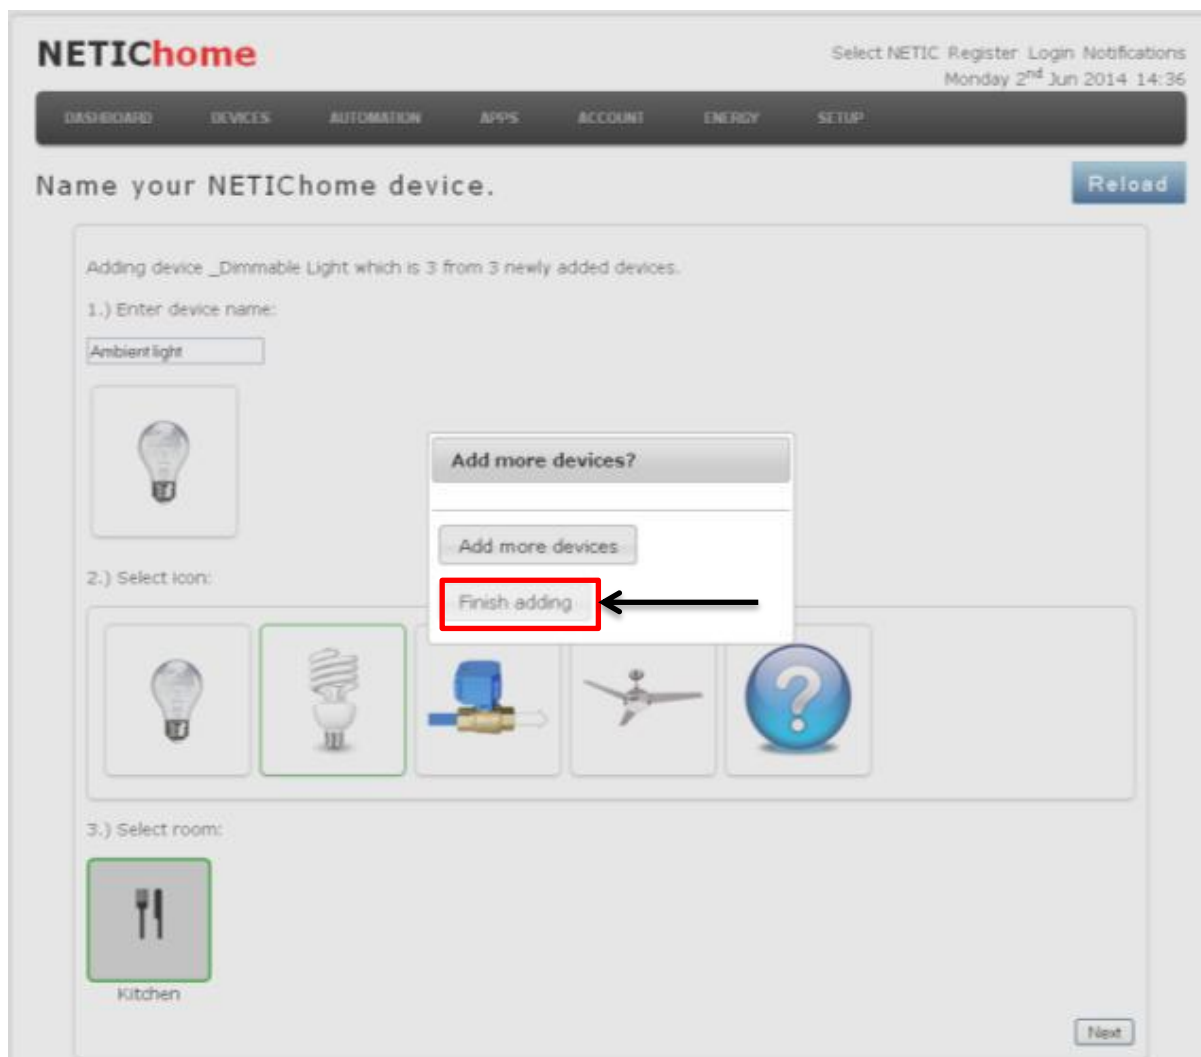 NETIChome
Select NETIC Register Login Notifications
Monday 2nd Jun 2014 14:36
DASHBOARD DEVICES AUTOMATION APPS ACCOUNT ENERGY SETUP
Name your NETIChome device.
Reload
Adding device _Dimmable Light which is 3 from 3 newly added devices.
1.) Enter device name:
Ambient light
Add more devices?
Add more devices
2.) Select icon:
Finish adding
3.) Select room:
Kitchen
Next